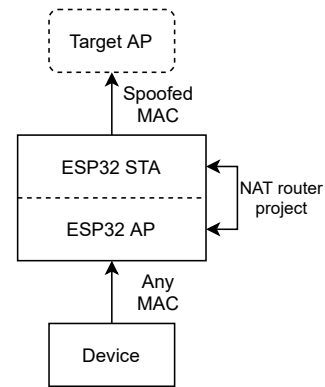 Target AP
Spoofed
MAC
ESP32 STA
NAT router
project
ESP32 AP
Any
MAC
Device